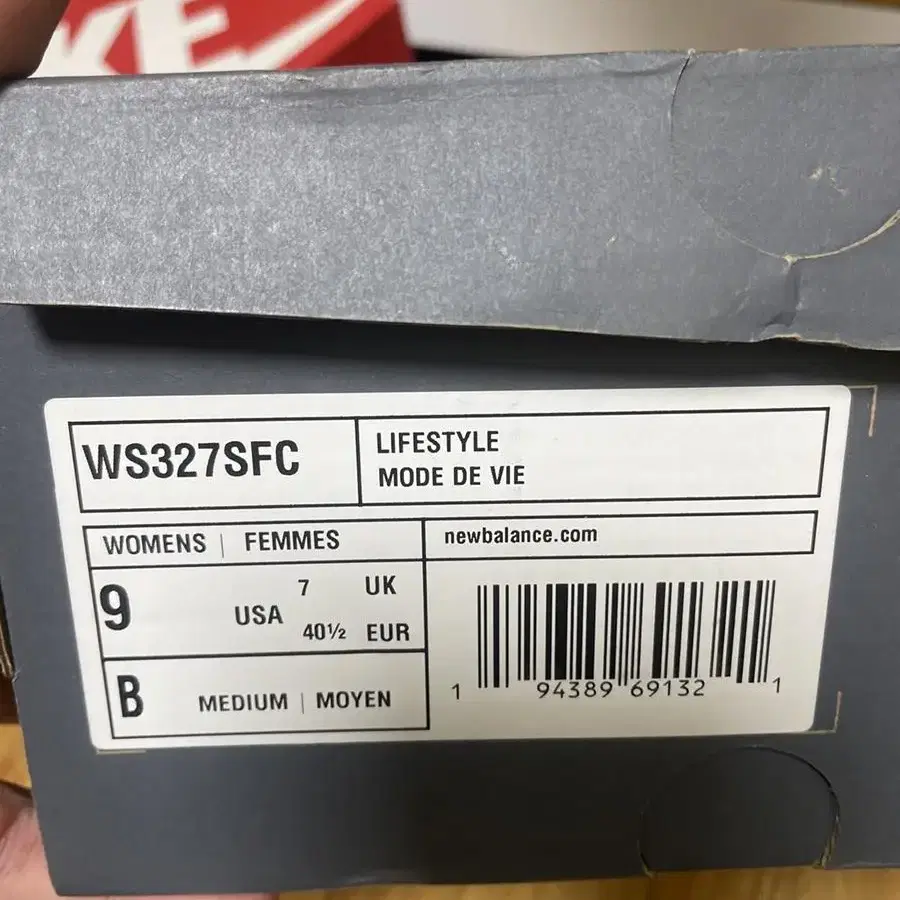 KE
WS327SFC
LIFESTYLE
MODE DE VIE
WOMENS | FEMMES
newbalance.com
9 USA 7 UK
40½ EUR
B MEDIUM | MOYEN
1 94389 69132 1